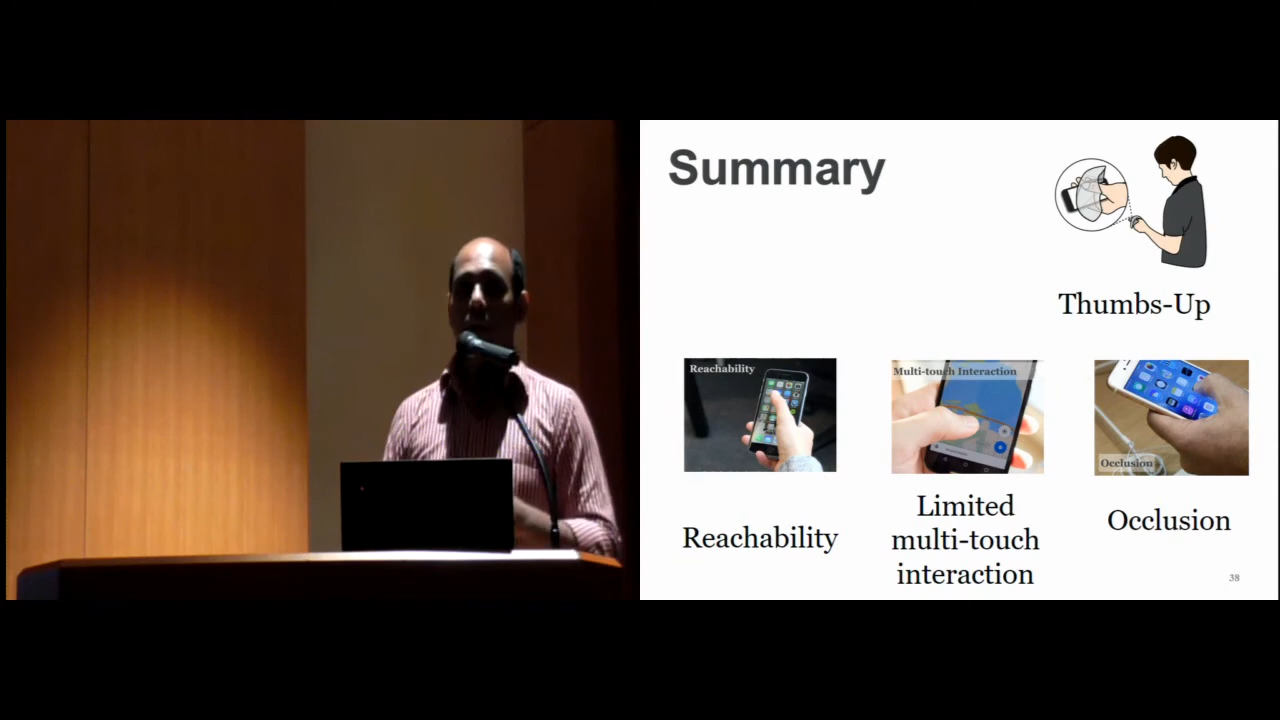 Summary
Thumbs-Up
Reachability
Multi-touch Interaction
Occlusion
Reachability
Limited
multi-touch
interaction
Occlusion
38